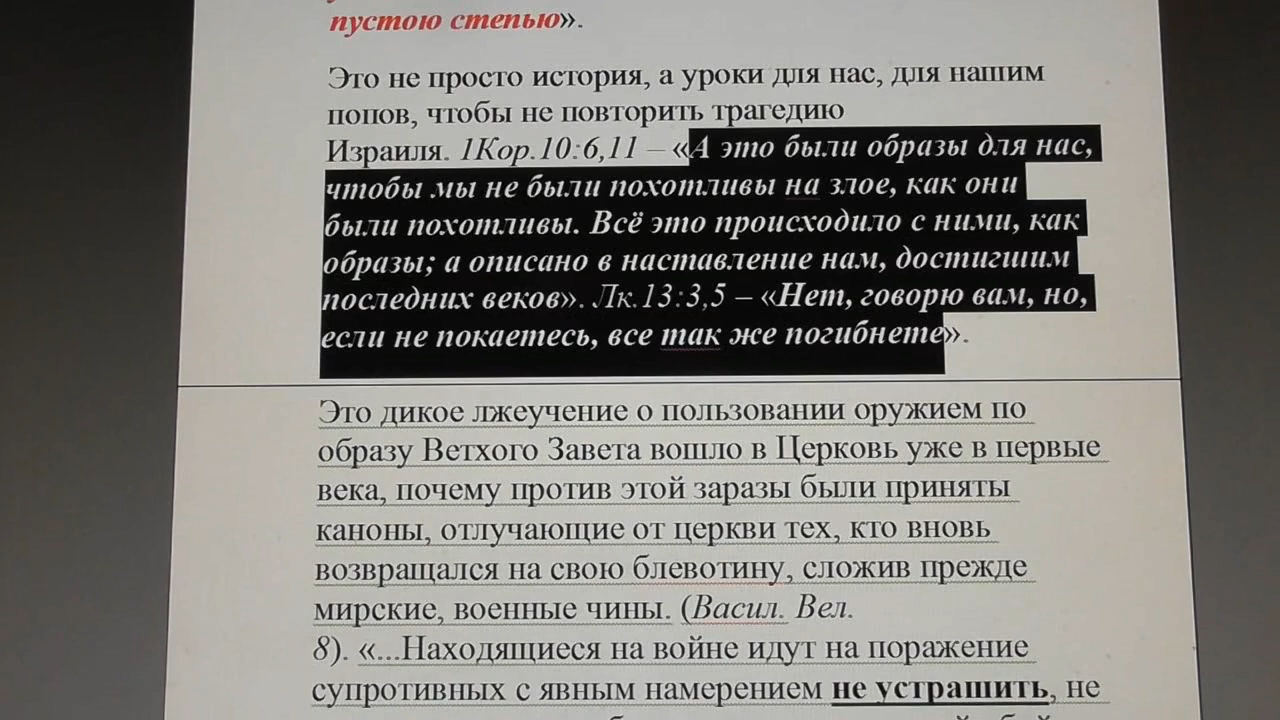 пустою степью».
Это не просто история, а уроки для нас, для нашим
попов, чтобы не повторить трагедию
Израиля. 1Кор.10:6,11 – «А это были образы для нас,
чтобы мы не были похотливы на злое, как они
были похотливы. Всё это происходило с ними, как
образы; а описано в наставление нам, достигшим
последних веков». Лк.13:3,5 – «Нет, говорю вам, но,
если не покаетесь, все так же погибнете».
Это дикое лжеучение о пользовании оружием по
образу Ветхого Завета вошло в Церковь уже в первые
века, почему против этой заразы были приняты
каноны, отлучающие от церкви тех, кто вновь
возвращался на свою блевотину, сложив прежде
мирские, военные чины. (Васил. Вел.
8). «...Находящиеся на войне идут на поражение
супротивных с явным намерением не устрашить, не